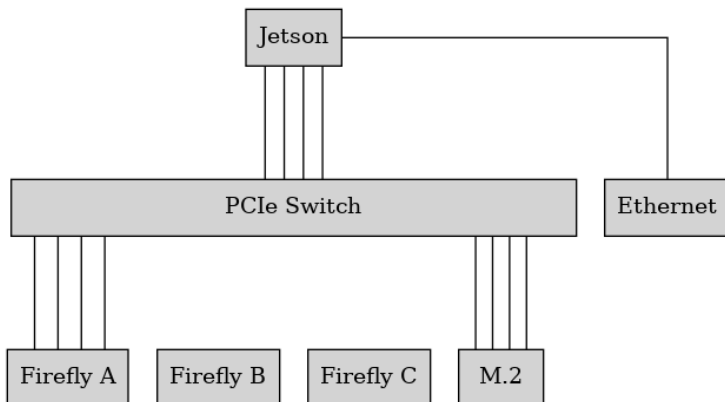 Jetson
PCIe Switch
Ethernet
Firefly A
Firefly B
Firefly C
M.2